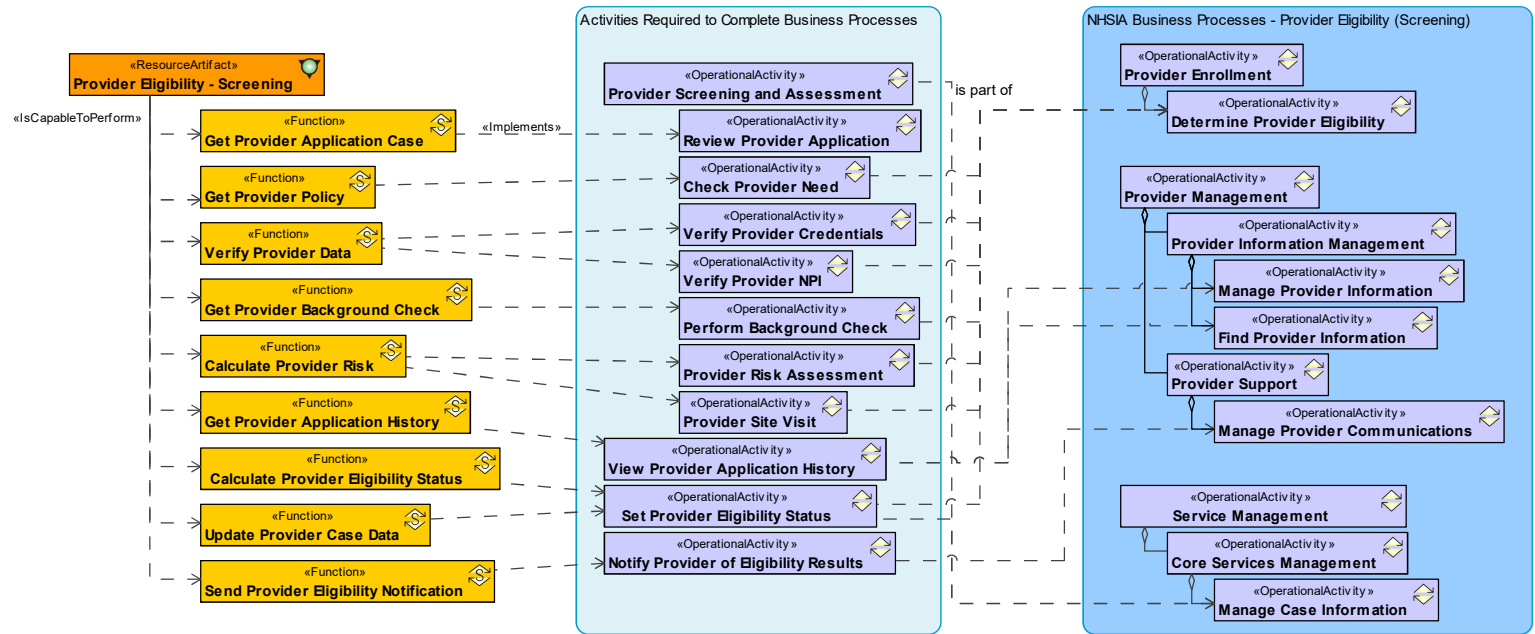 Activities Required to Complete Business Processes
NHSIA Business Processes - Provider Eligibility (Screening)
«ResourceArtifact»
Provider Eligibility - Screening
«IsCapableToPerform»
«Function»
Get Provider Application Case
«Function»
Get Provider Policy
«Function»
Verify Provider Data
«Function»
Get Provider Background Check
«Function»
Calculate Provider Risk
«Function»
Get Provider Application History
«Function»
Calculate Provider Eligibility Status
«Function»
Update Provider Case Data
«Function»
Send Provider Eligibility Notification
«Implements»
«OperationalActivity»
Provider Screening and Assessment
«OperationalActivity»
Review Provider Application
«OperationalActivity»
Check Provider Need
«OperationalActivity»
Verify Provider Credentials
«OperationalActivity»
Verify Provider NPI
«OperationalActivity»
Perform Background Check
«OperationalActivity»
Provider Risk Assessment
«OperationalActivity»
Provider Site Visit
«OperationalActivity»
View Provider Application History
«OperationalActivity»
Set Provider Eligibility Status
«OperationalActivity»
Notify Provider of Eligibility Results
is part of
«OperationalActivity»
Provider Enrollment
«OperationalActivity»
Determine Provider Eligibility
«OperationalActivity»
Provider Management
«OperationalActivity»
Provider Information Management
«OperationalActivity»
Manage Provider Information
«OperationalActivity»
Find Provider Information
«OperationalActivity»
Provider Support
«OperationalActivity»
Manage Provider Communications
«OperationalActivity»
Service Management
«OperationalActivity»
Core Services Management
«OperationalActivity»
Manage Case Information